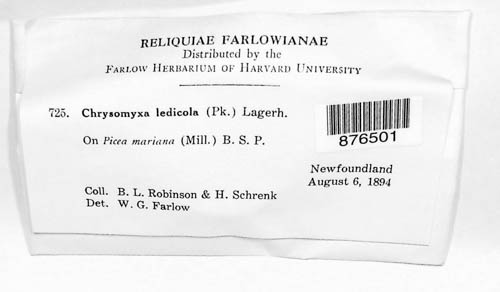 RELIQUIAE FARLOWIANAE
Distributed by the
FARLOW HERBARIUM OF HARVARD UNIVERSITY
725. Chrysomyxa ledicola (Pk.) Lagerh.
On Picea mariana (Mill.) B. S. P.
876501
Newfoundland
August 6, 1894
Coll. B. L. Robinson & H. Schrenk
Det. W. G. Farlow